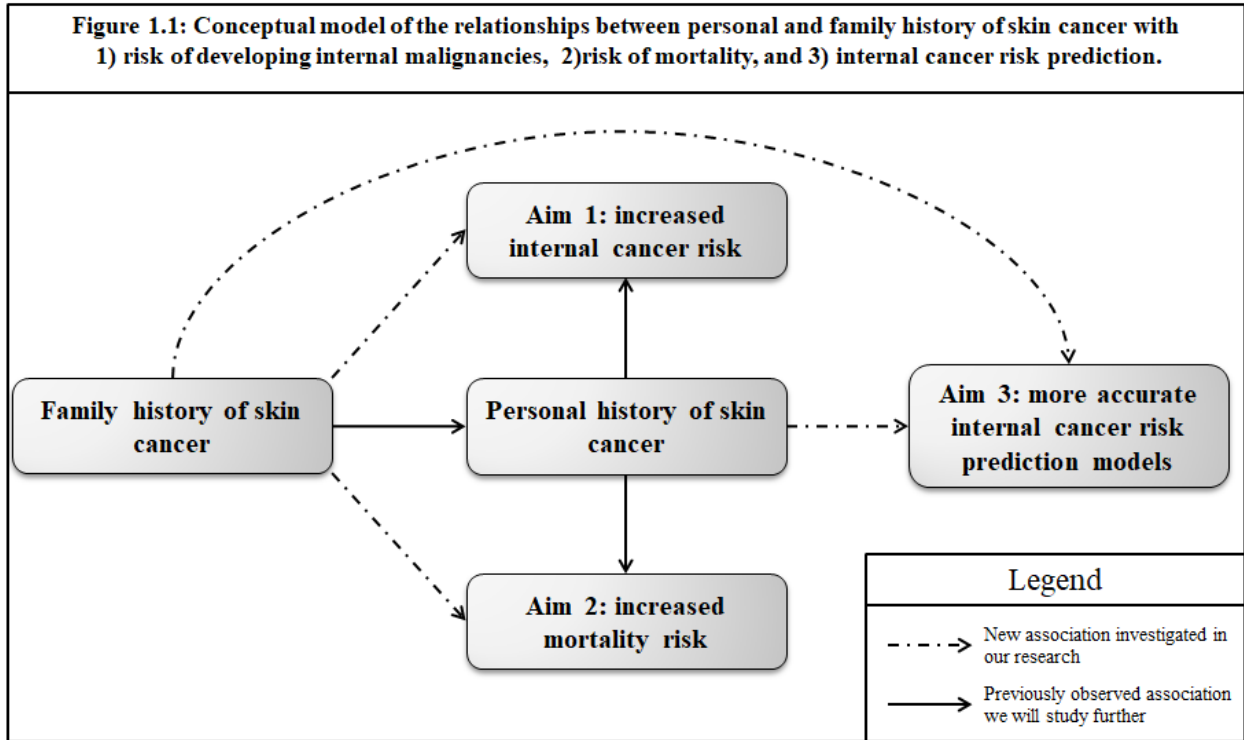 Figure 1.1: Conceptual model of the relationships between personal and family history of skin cancer with
1) risk of developing internal malignancies, 2)risk of mortality, and 3) internal cancer risk prediction.
Aim 1: increased
internal cancer risk
Family history of skin
cancer
Personal history of skin
cancer
Aim 3: more accurate
internal cancer risk
prediction models
Aim 2: increased
mortality risk
Legend
New association investigated in
our research
Previously observed association
we will study further